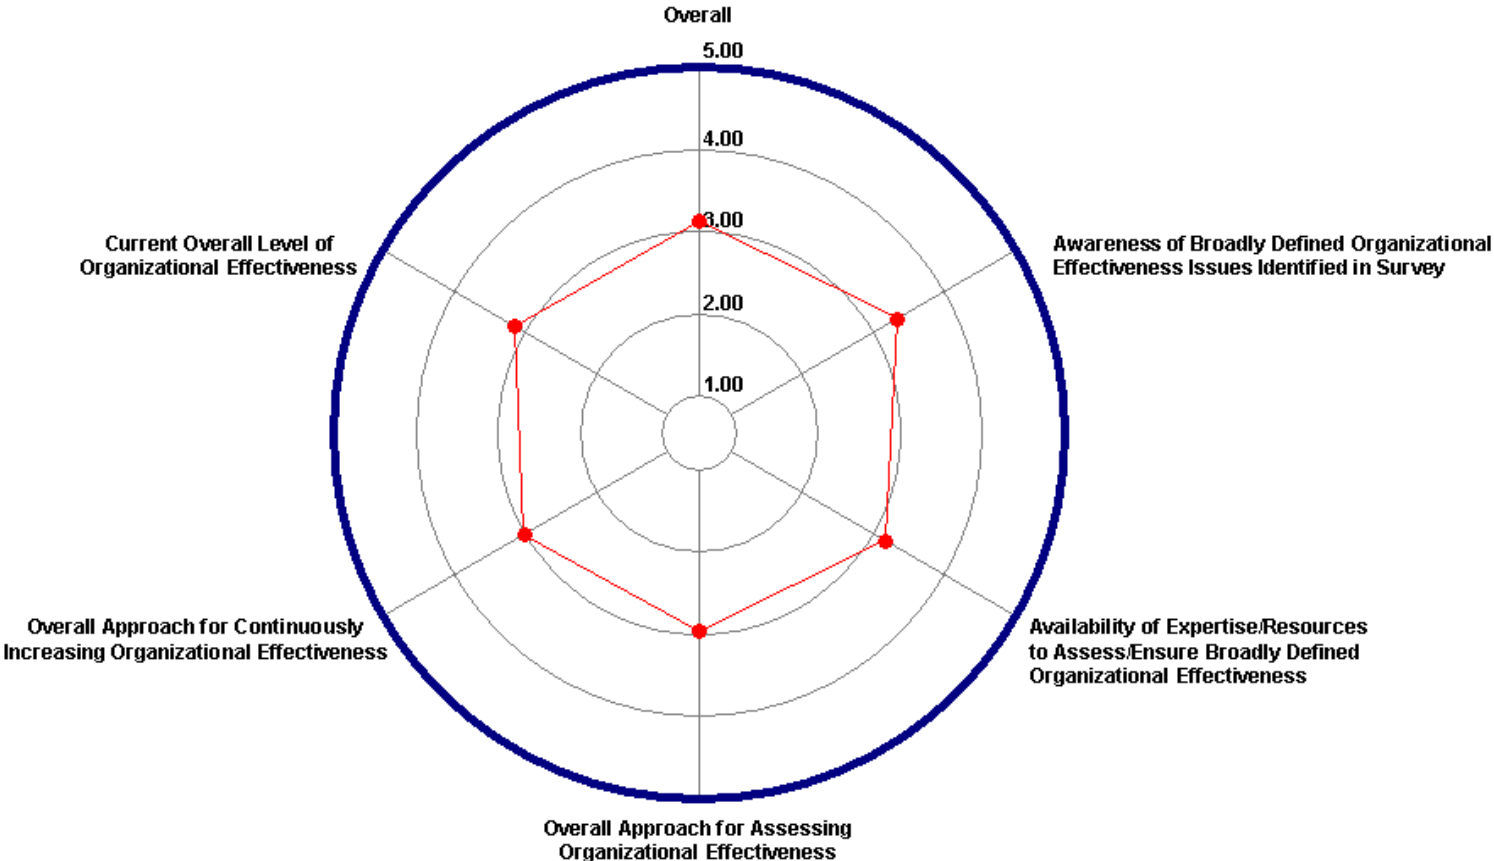 Overall
5.00
4.00
3.00
2.00
1.00
Current Overall Level of
Organizational Effectiveness
Awareness of Broadly Defined Organizational
Effectiveness Issues Identified in Survey
Overall Approach for Continuously
Increasing Organizational Effectiveness
Availability of Expertise/Resources
to Assess/Ensure Broadly Defined
Organizational Effectiveness
Overall Approach for Assessing
Organizational Effectiveness